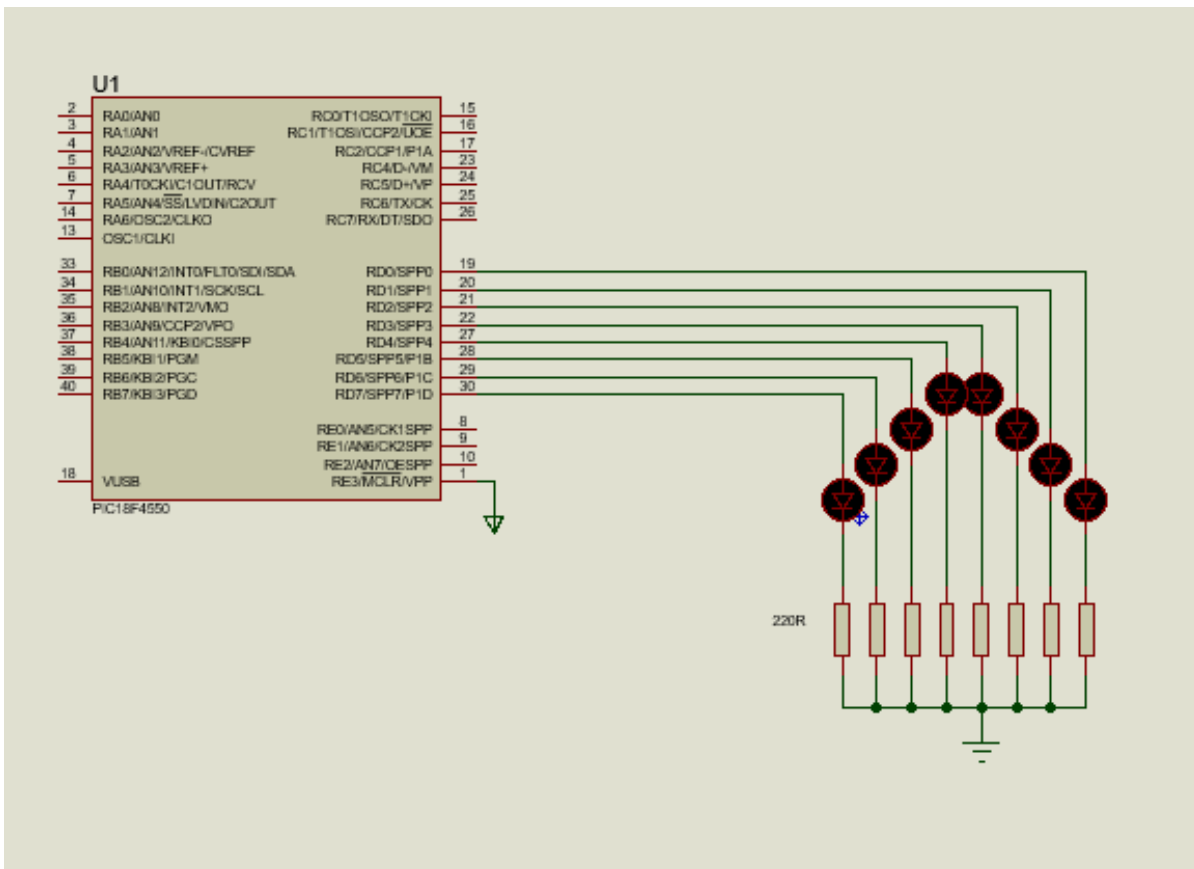 U1
2 RA0/AN0 RC0/T1OSO/T1CKI 15
3 RA1/AN1 RC1/T1OSI/CCP2/UOE 16
4 RA2/AN2/VREF-/CVREF RC2/CCP1/P1A 17
5 RA3/AN3/VREF+ RC4/D-/VM 23
6 RA4/T0CKI/C1OUT/RCV RC5/D+/VP 24
7 RA5/AN4/SS/LVDIN/C2OUT RC6/TX/CK 25
14 RA6/OSC2/CLKO RC7/RX/DT/SDO 26
13 OSC1/CLKI
33 RB0/AN12/INT0/FLT0/SDI/SDA RD0/SPP0 19
34 RB1/AN10/INT1/SCK/SCL RD1/SPP1 20
35 RB2/AN8/INT2/VMO RD2/SPP2 21
36 RB3/AN9/CCP2/VPO RD3/SPP3 22
37 RB4/AN11/KBI0/CSSPP RD4/SPP4 27
38 RB5/KBI1/PGM RD5/SPP5/P1B 28
39 RB6/KBI2/PGC RD6/SPP6/P1C 29
40 RB7/KBI3/PGD RD7/SPP7/P1D 30
RE0/AN5/CK1SPP 8
RE1/AN6/CK2SPP 9
RE2/AN7/OESPP 10
18 VUSB RE3/MCLR/VPP 1
PIC18F4550
220R